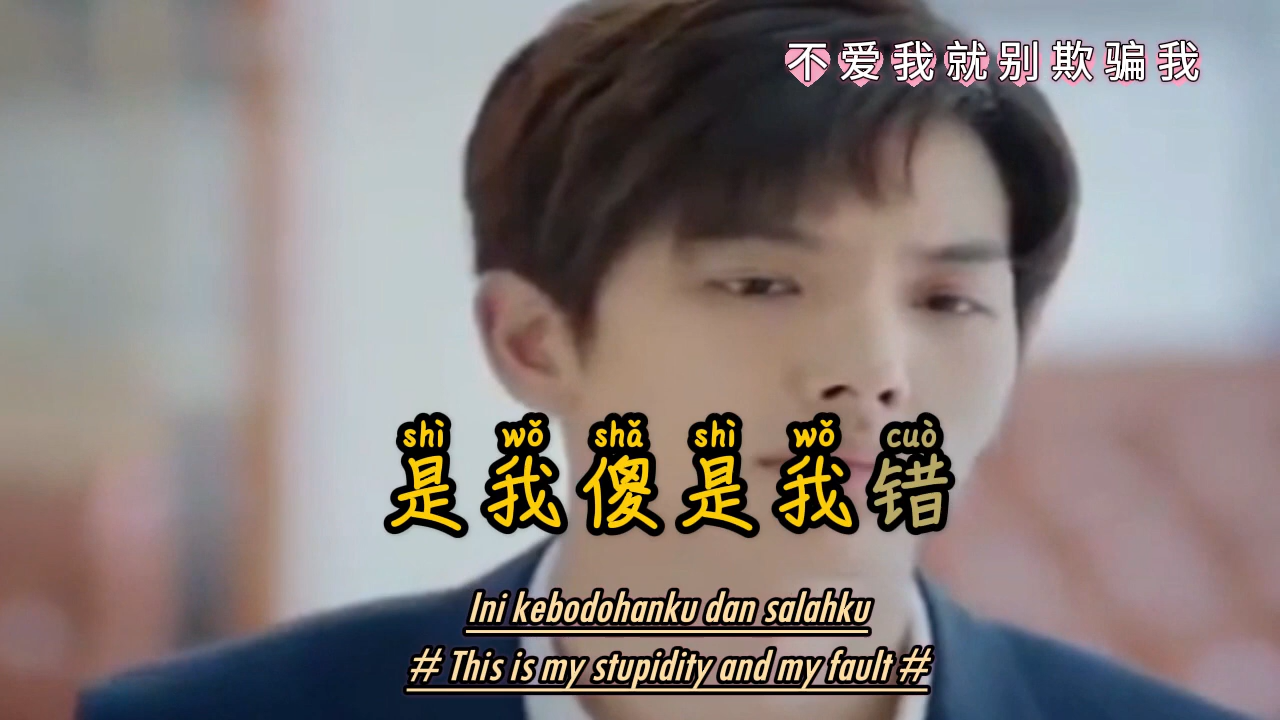 不爱我就别欺骗我
shì wǒ shǎ shì wǒ cuò
是我傻是我错
Ini kebodohanku dan salahku
# This is my stupidity and my fault #